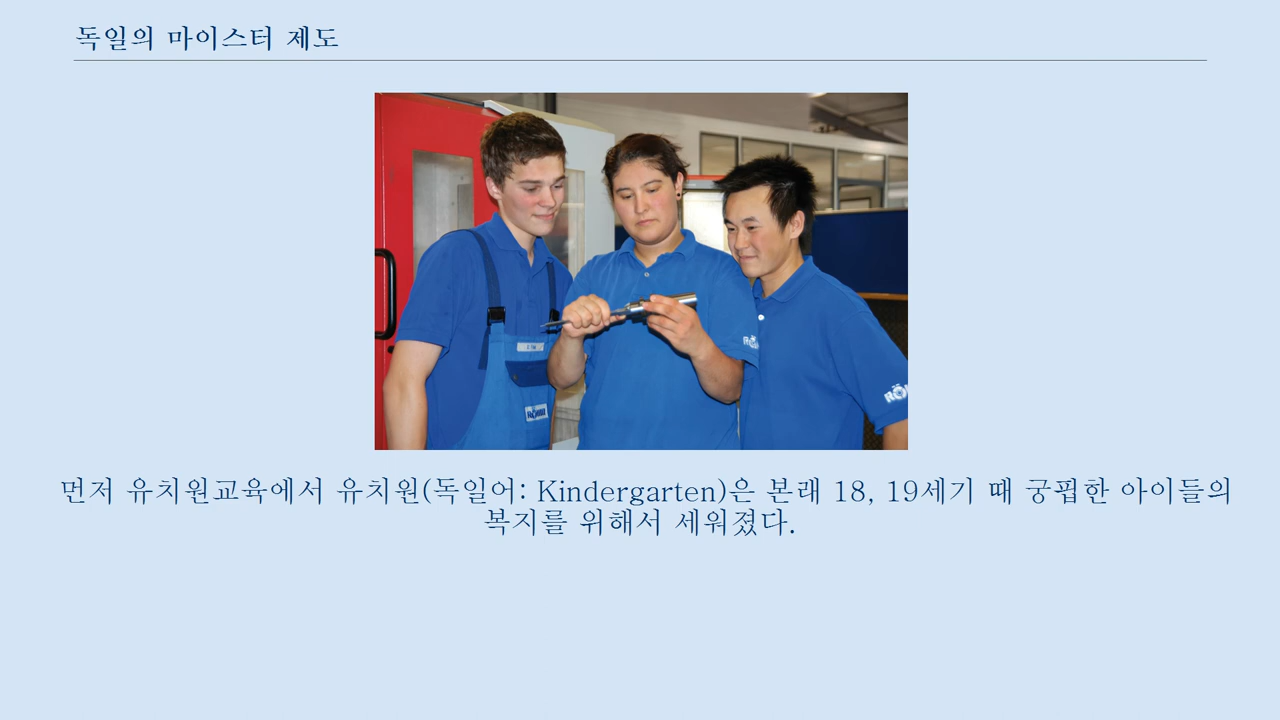 독일의 마이스터 제도
먼저 유치원교육에서 유치원(독일어: Kindergarten)은 본래 18, 19세기 때 궁핍한 아이들의
복지를 위해서 세워졌다.